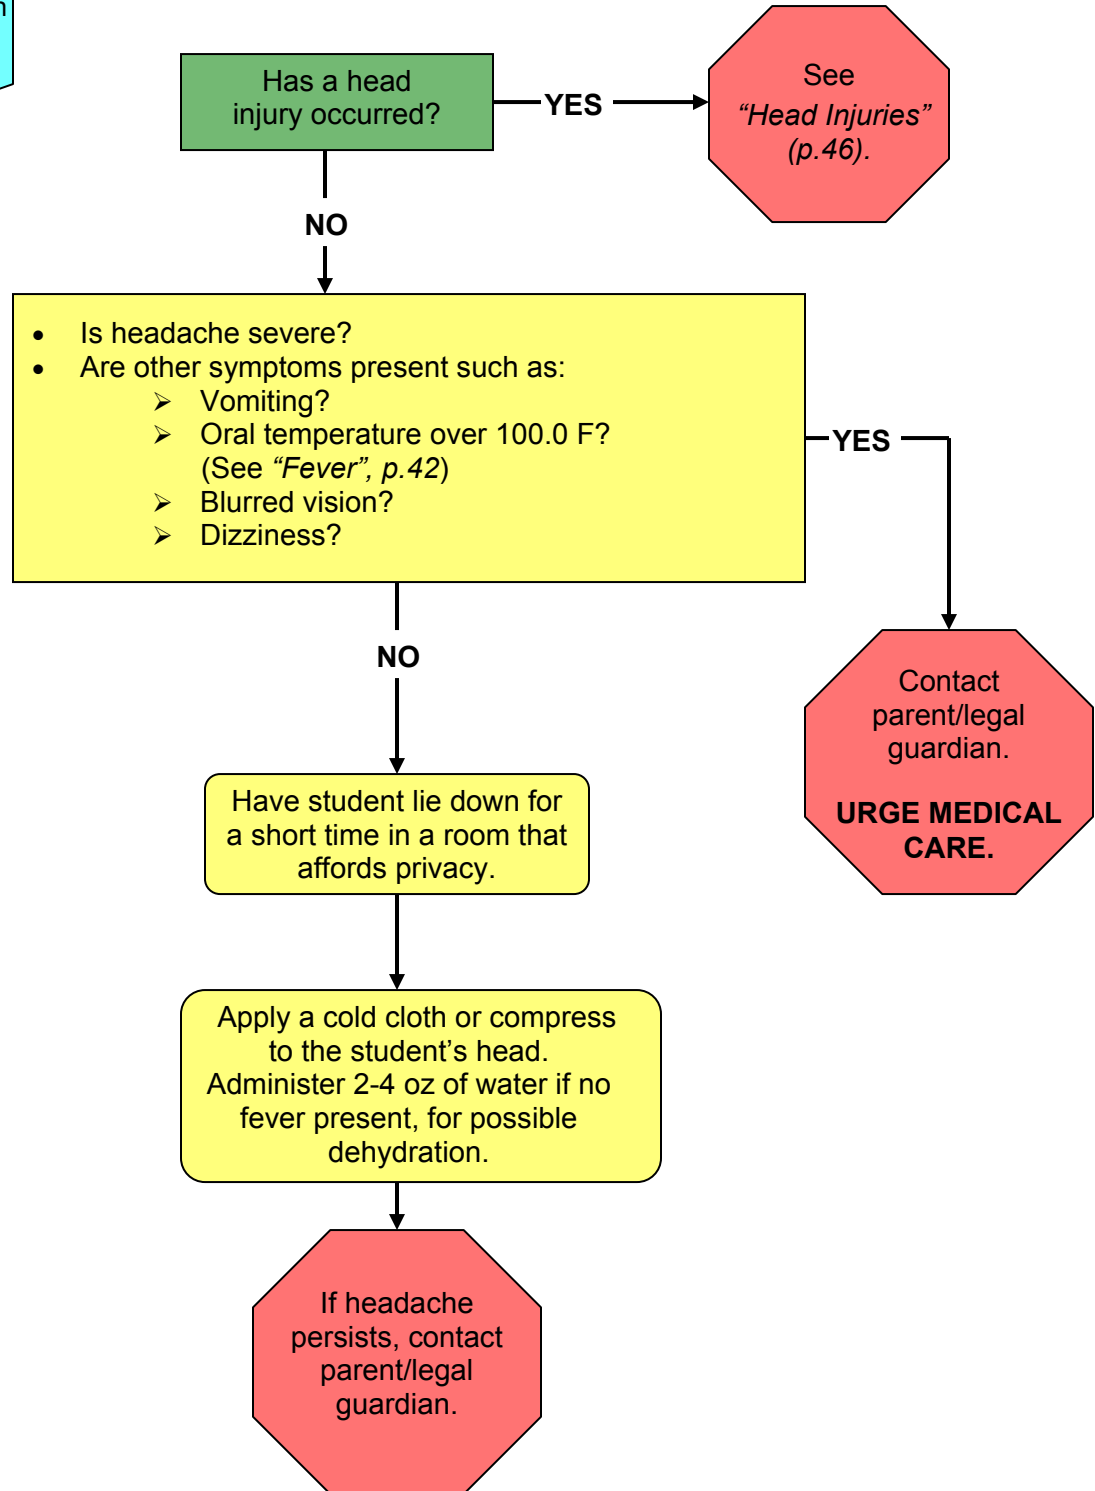 n
Has a head
injury occurred?
YES
See
“Head Injuries”
(p.46).
NO
• Is headache severe?
• Are other symptoms present such as:
➢ Vomiting?
➢ Oral temperature over 100.0 F?
(See “Fever”, p.42)
➢ Blurred vision?
➢ Dizziness?
YES
NO
Contact
parent/legal
guardian.
URGE MEDICAL
CARE.
Have student lie down for
a short time in a room that
affords privacy.
Apply a cold cloth or compress
to the student’s head.
Administer 2-4 oz of water if no
fever present, for possible
dehydration.
If headache
persists, contact
parent/legal
guardian.